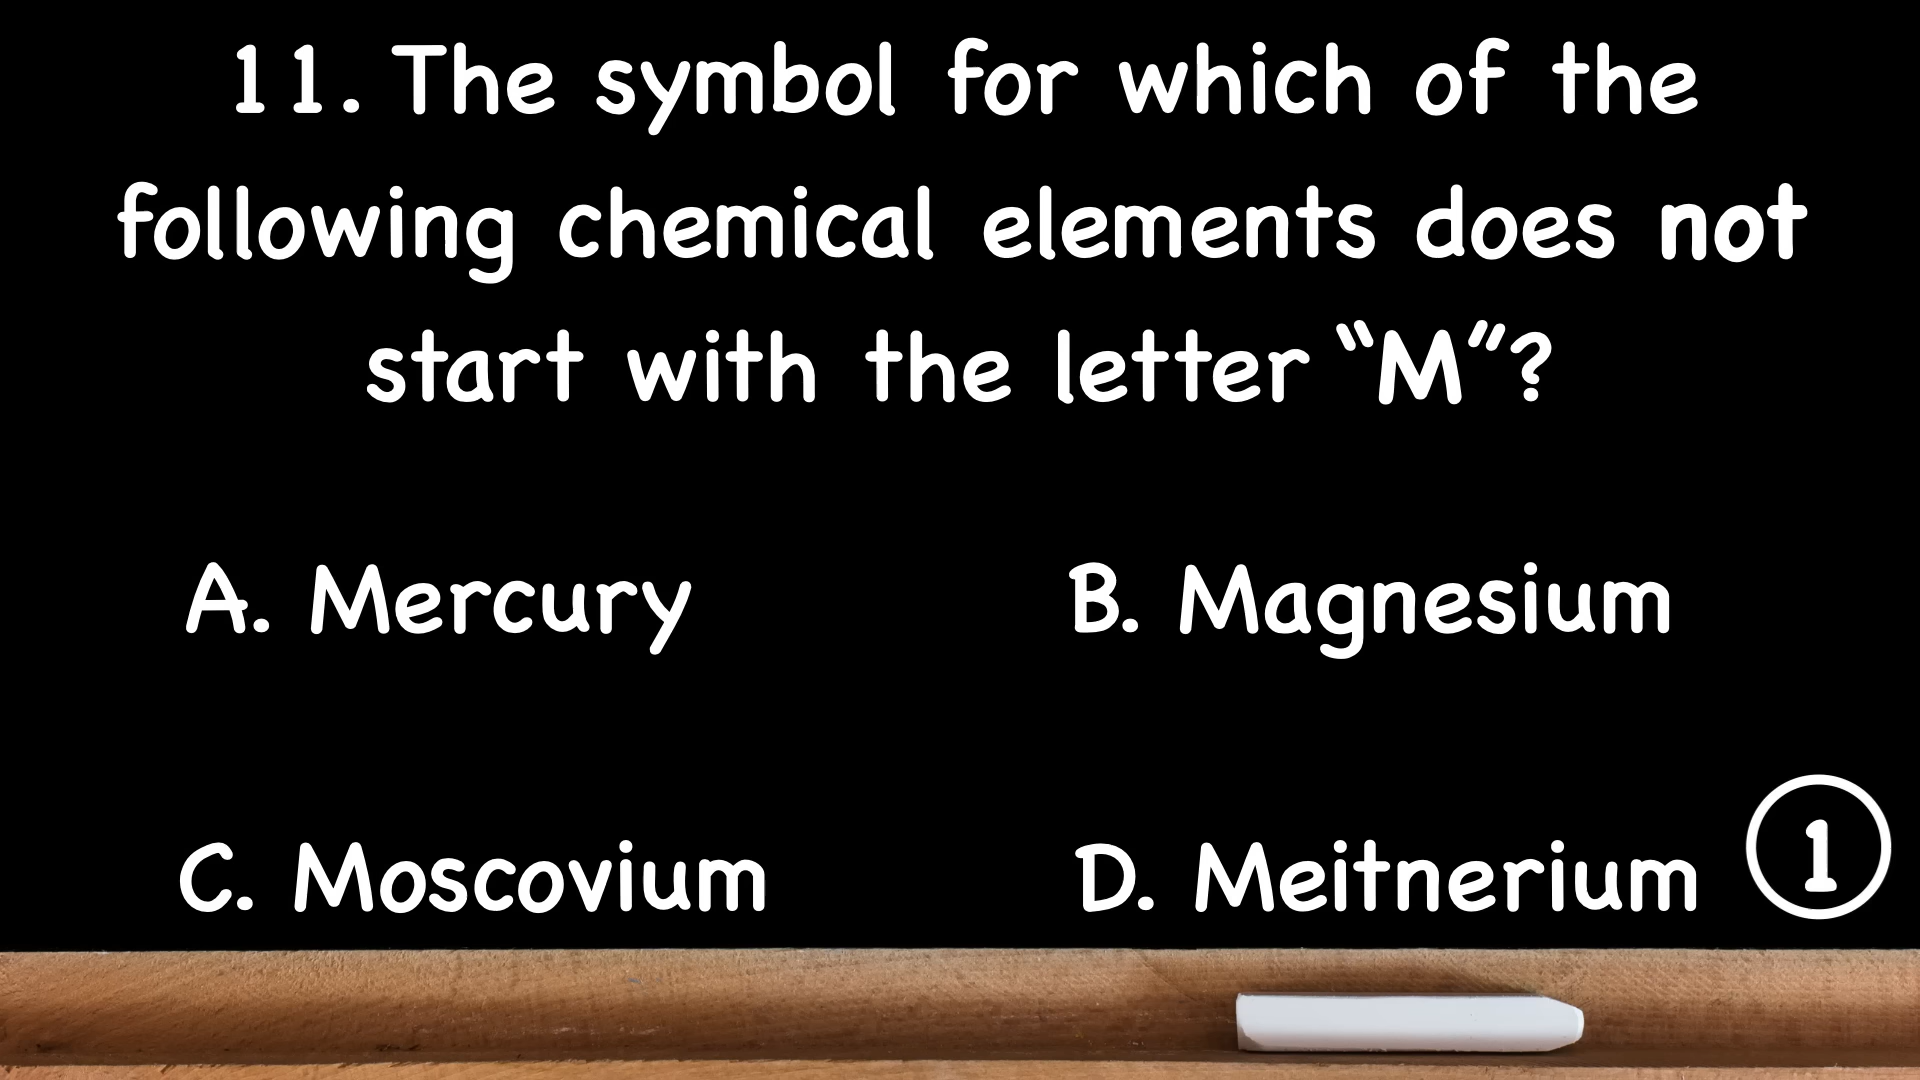 11. The symbol for which of the
following chemical elements does not
start with the letter “M”?
A. Mercury
B. Magnesium
C. Moscovium
D. Meitnerium
1